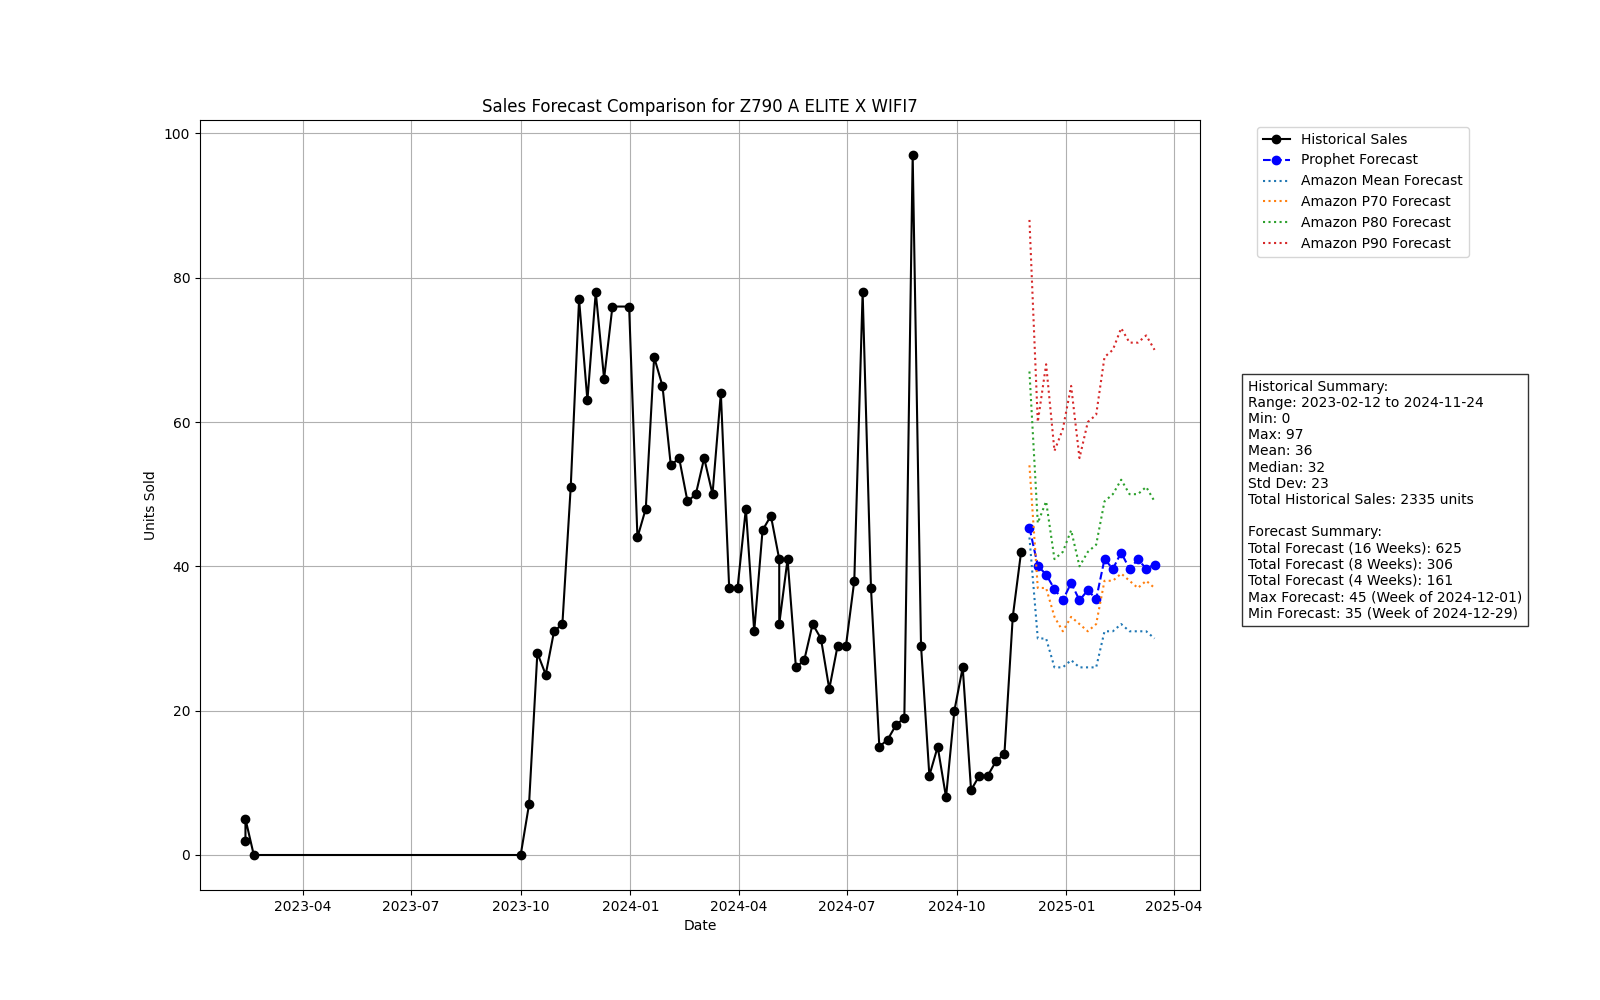 Sales Forecast Comparison for Z790 A ELITE X WIFI7
100
80
60
40
20
0
Units Sold
2023-04
2023-07
2023-10
2024-01
2024-04
2024-07
2024-10
2025-01
2025-04
Date
Historical Sales
Prophet Forecast
Amazon Mean Forecast
Amazon P70 Forecast
Amazon P80 Forecast
Amazon P90 Forecast
Historical Summary:
Range: 2023-02-12 to 2024-11-24
Min: 0
Max: 97
Mean: 36
Median: 32
Std Dev: 23
Total Historical Sales: 2335 units
Forecast Summary:
Total Forecast (16 Weeks): 625
Total Forecast (8 Weeks): 306
Total Forecast (4 Weeks): 161
Max Forecast: 45 (Week of 2024-12-01)
Min Forecast: 35 (Week of 2024-12-29)